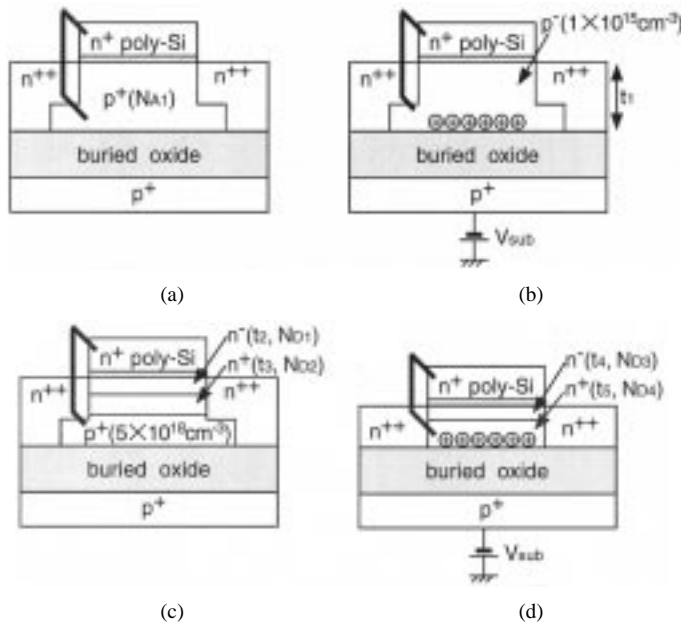 n+ poly-Si
n++
n++
p+(NA1)
buried oxide
p+
(a)
p-(1×10^15cm-3)
n+ poly-Si
n++
n++
t1
⊕⊕⊕⊕⊕⊕
buried oxide
p+
Vsub
(b)
n-(t2, ND1)
n+ poly-Si
n+(t3, ND2)
n++
n++
p+(5×10^18cm-3)
buried oxide
p+
(c)
n-(t4, ND3)
n+ poly-Si
n+(t5, ND4)
n++
n++
⊕⊕⊕⊕⊕⊕
buried oxide
p+
Vsub
(d)